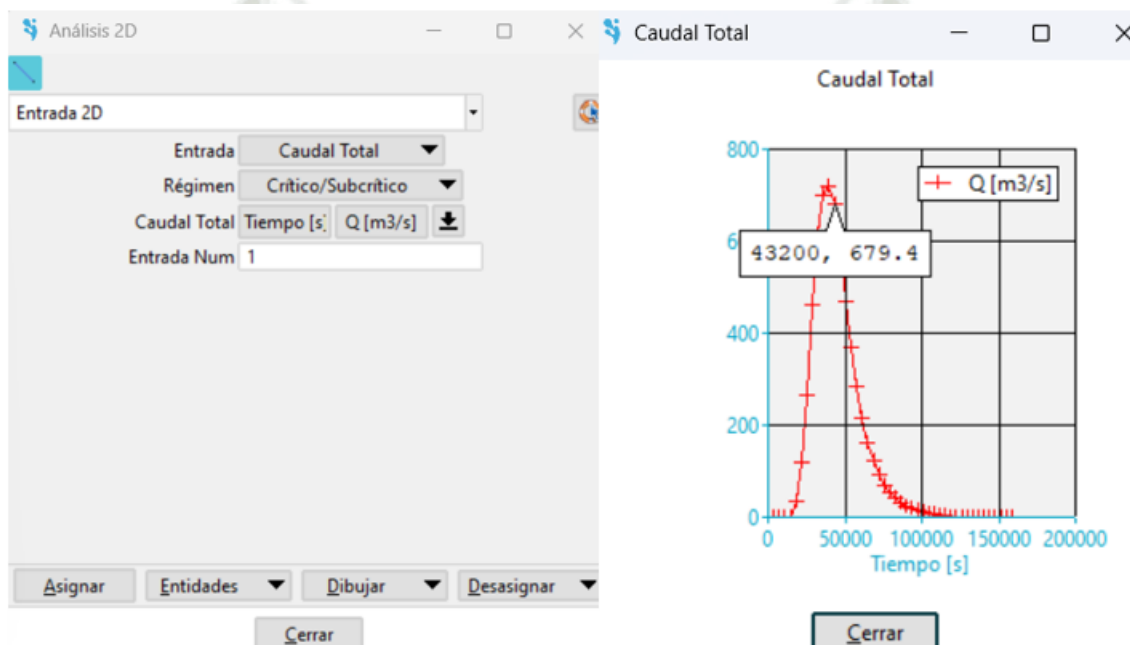 Análisis 2D
Entrada 2D
Entrada Caudal Total
Régimen Crítico/Subcrítico
Caudal Total Tiempo [s] Q [m3/s]
Entrada Num 1
Asignar Entidades Dibujar Desasignar
Cerrar
Caudal Total
Caudal Total
800
Q [m3/s]
6
43200, 679.4
400
200
0
0 50000 100000 150000 200000
Tiempo [s]
Cerrar